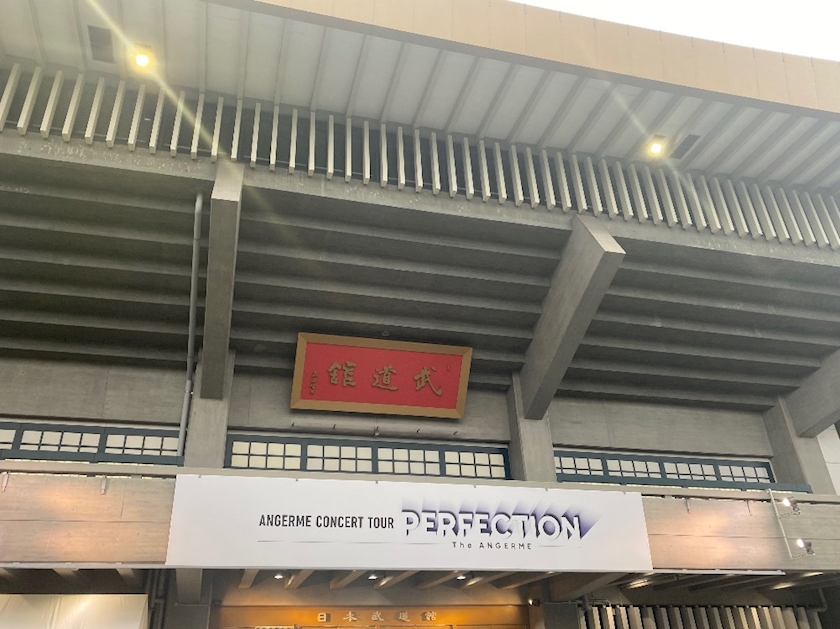 武道館
ANGERME CONCERT TOUR PERFECTION
The ANGERME
日本武道館